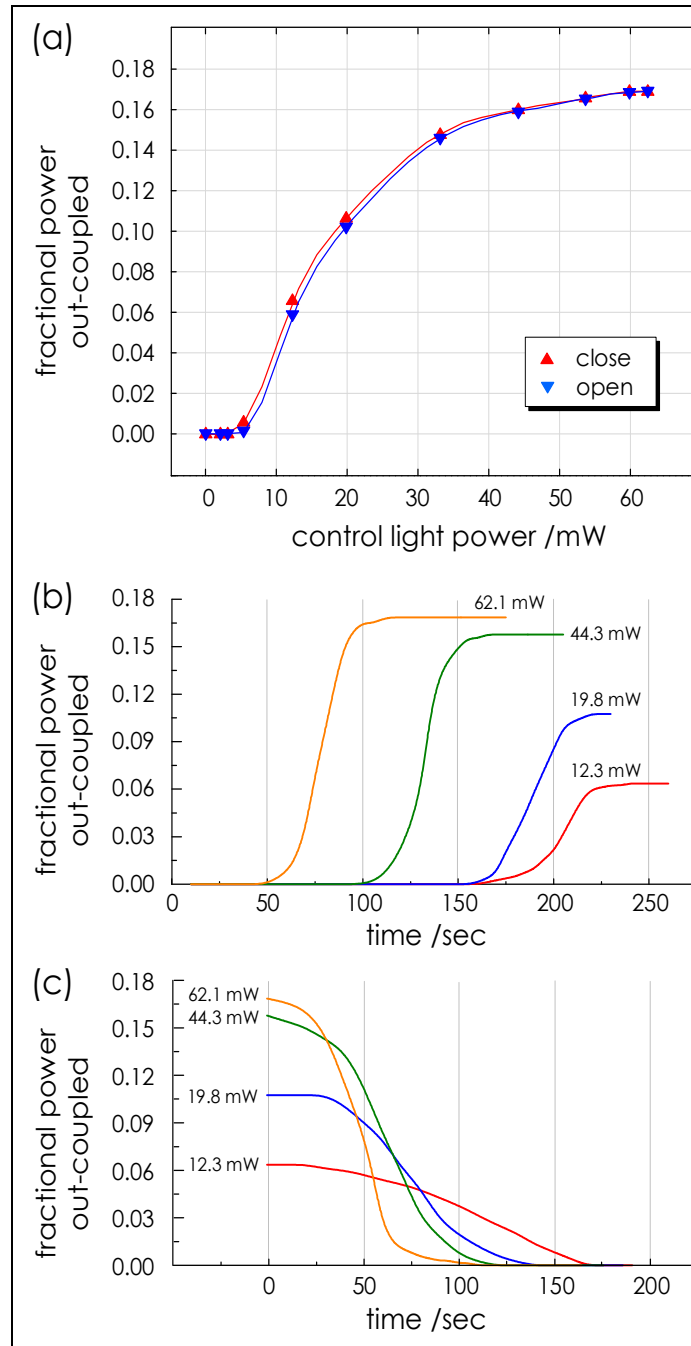 (a)
0.18
0.16
0.14
0.12
0.10
0.08
0.06
0.04
0.02
0.00
fractional power
out-coupled
close
open
0 10 20 30 40 50 60
control light power /mW
(b)
0.18
0.15
0.12
0.09
0.06
0.03
0.00
fractional power
out-coupled
62.1 mW
44.3 mW
19.8 mW
12.3 mW
0 50 100 150 200 250
time /sec
(c)
0.18
0.15
0.12
0.09
0.06
0.03
0.00
fractional power
out-coupled
62.1 mW
44.3 mW
19.8 mW
12.3 mW
0 50 100 150 200
time /sec